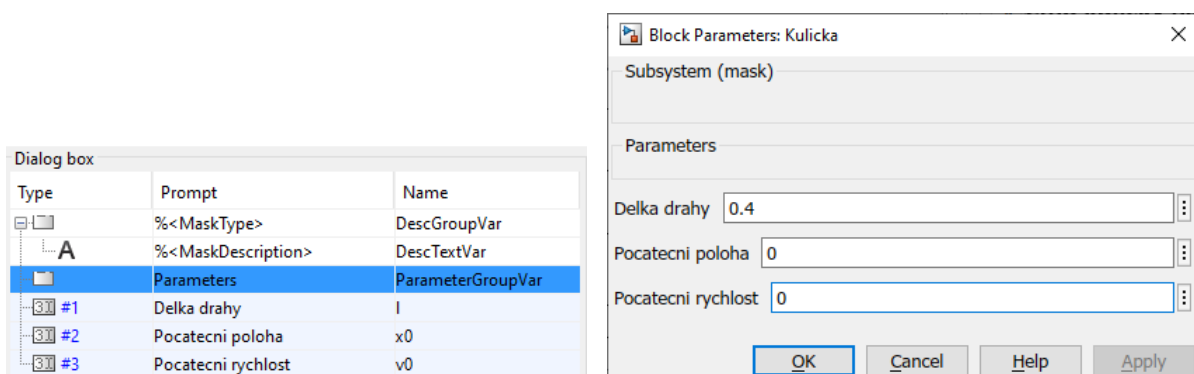 Dialog box
Type Prompt Name
%<MaskType> DescGroupVar
A %<MaskDescription> DescTextVar
Parameters ParameterGroupVar
#1 Delka drahy l
#2 Pocatecni poloha x0
#3 Pocatecni rychlost v0
Block Parameters: Kulicka
Subsystem (mask)
Parameters
Delka drahy 0.4
Pocatecni poloha 0
Pocatecni rychlost 0
OK Cancel Help Apply